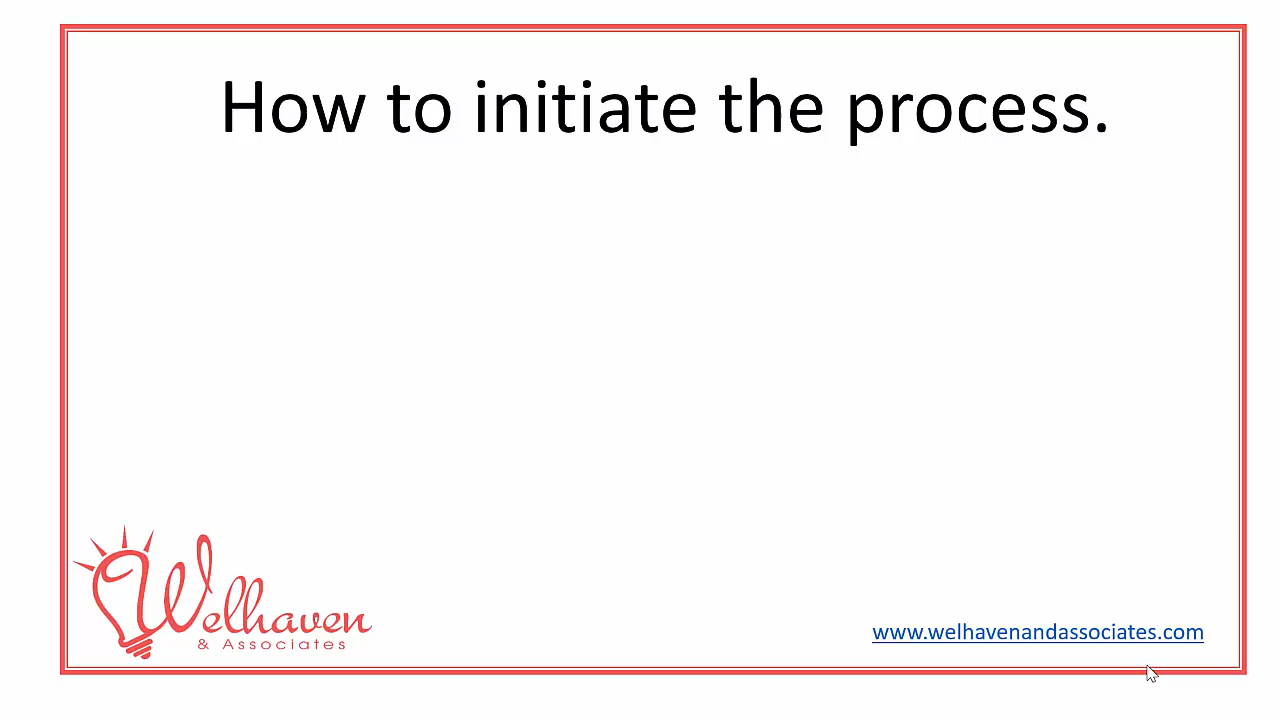 How to initiate the process.
Welhaven
& Associates
www.welhavenandassociates.com